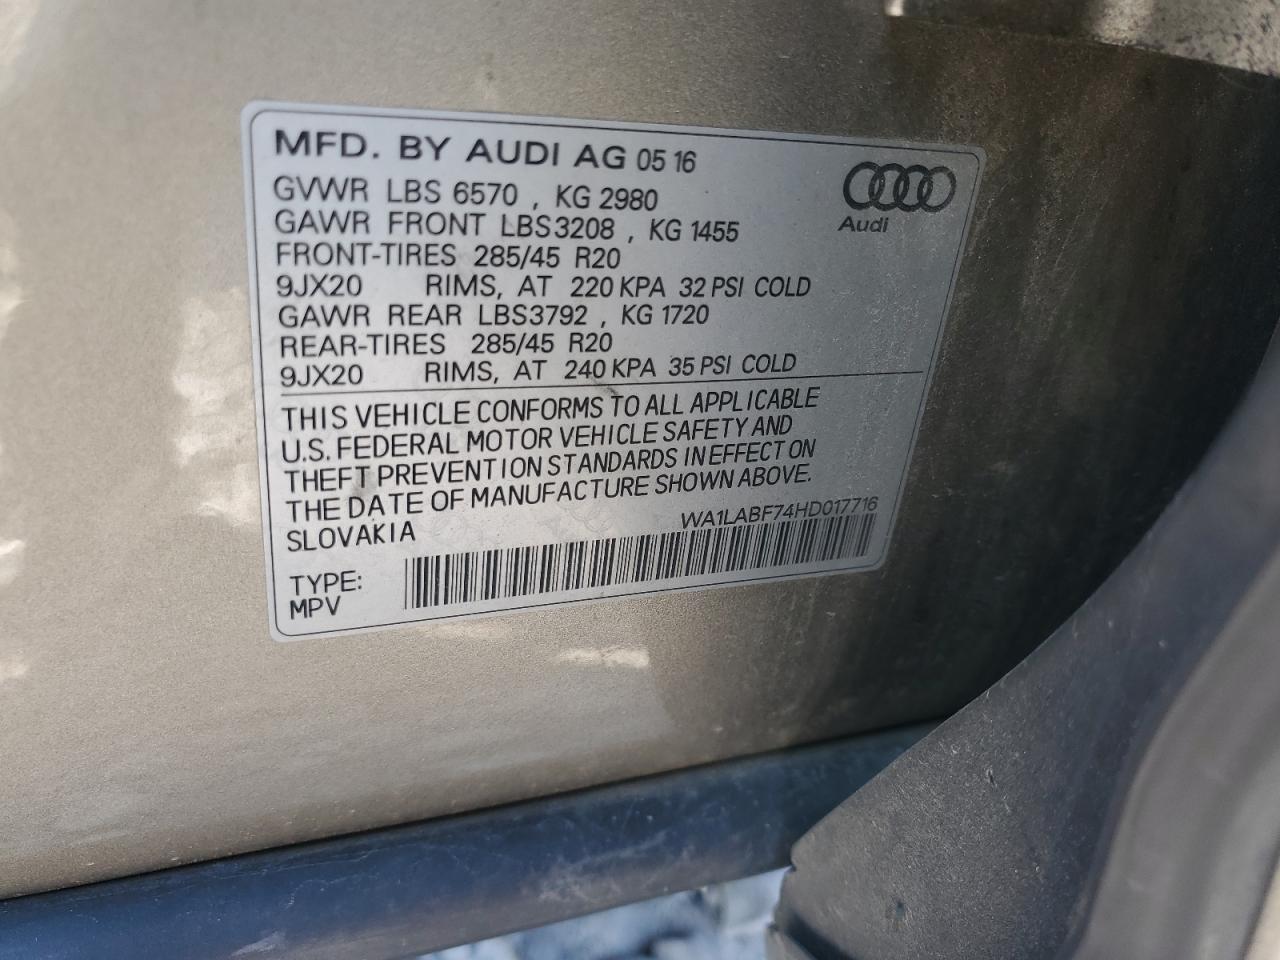 MFD. BY AUDI AG 05 16
Audi
GVWR LBS 6570 , KG 2980
GAWR FRONT LBS3208 , KG 1455
FRONT-TIRES 285/45 R20
9JX20 RIMS, AT 220 KPA 32 PSI COLD
GAWR REAR LBS3792 , KG 1720
REAR-TIRES 285/45 R20
9JX20 RIMS, AT 240 KPA 35 PSI COLD
THIS VEHICLE CONFORMS TO ALL APPLICABLE
U.S. FEDERAL MOTOR VEHICLE SAFETY AND
THEFT PREVENTION STANDARDS IN EFFECT ON
THE DATE OF MANUFACTURE SHOWN ABOVE.
SLOVAKIA WA1LABF74HD017716
TYPE:
MPV